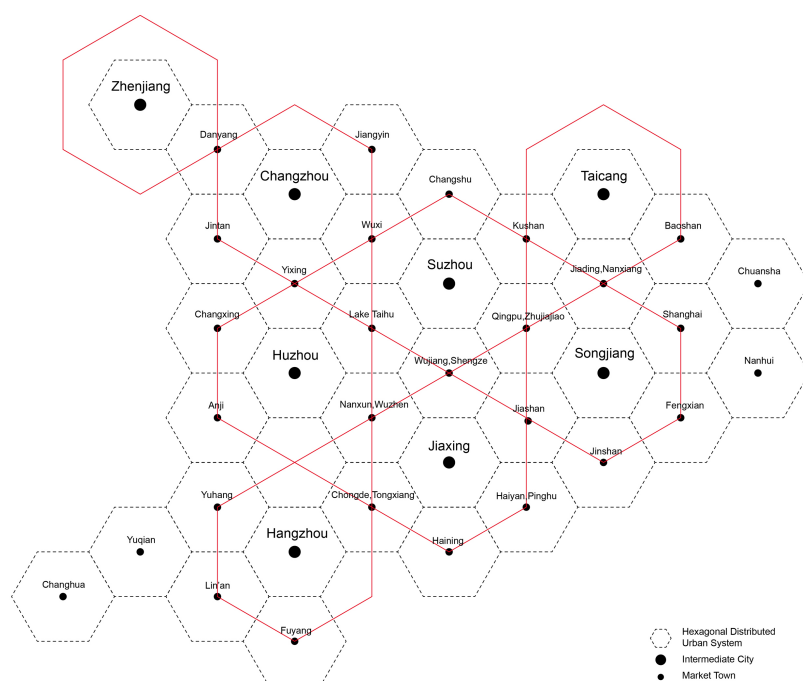 Zhenjiang
Danyang
Jiangyin
Changzhou
Changshu
Taicang
Jintan
Wuxi
Kushan
Baoshan
Yixing
Suzhou
Jiading,Nanxiang
Chuansha
Changxing
Lake Taihu
Qingpu,Zhujiajiao
Shanghai
Huzhou
Wujiang,Shengze
Songjiang
Nanhui
Anji
Nanxun,Wuzhen
Jiashan
Fengxian
Jiaxing
Jinshan
Yuhang
Chongde,Tongxiang
Haiyan,Pinghu
Hangzhou
Yuqian
Haining
Changhua
Lin'an
Fuyang
Hexagonal Distributed
Urban System
Intermediate City
Market Town